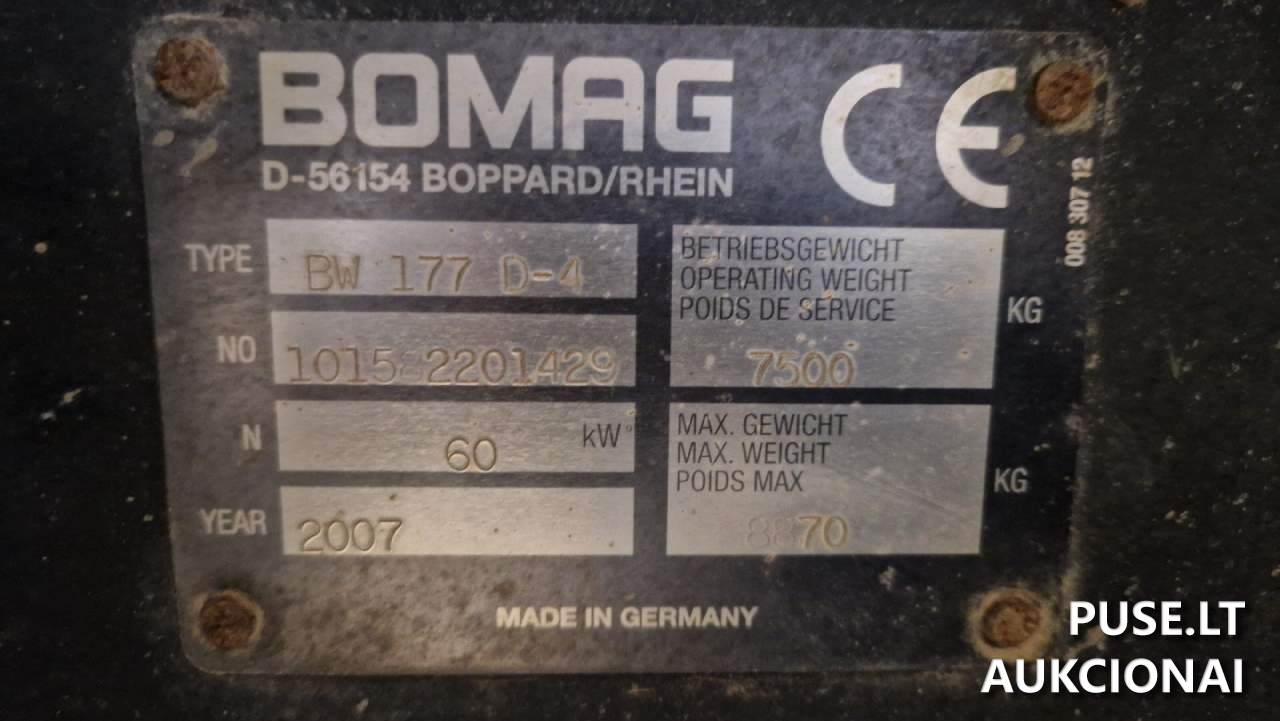 BOMAG
CE
D-56154 BOPPARD/RHEIN
008 307 12
TYPE BW 177 D-4
NO 101582201429
N 60 kW
YEAR 2007
BETRIEBSGEWICHT
OPERATING WEIGHT
POIDS DE SERVICE
7500 KG
MAX. GEWICHT
MAX. WEIGHT
POIDS MAX
8870 KG
MADE IN GERMANY
PUSE.LT
AUKCIONAI